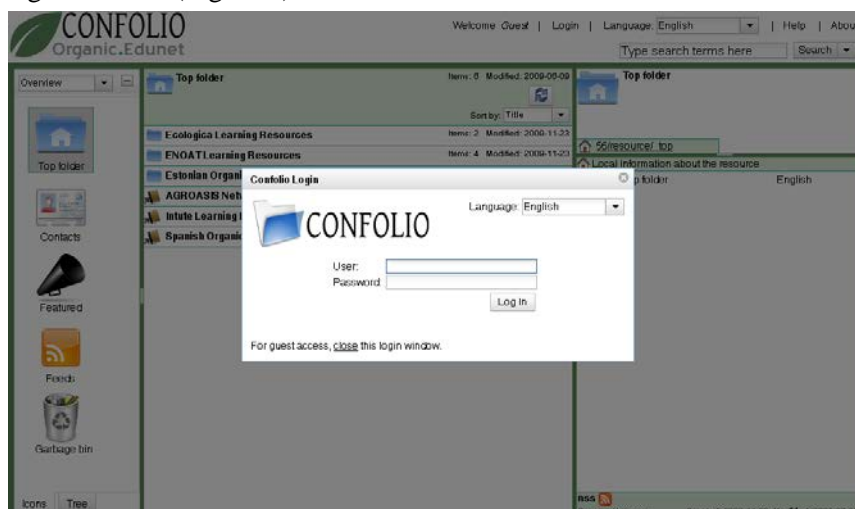 CONFOLIO
Organic.Edunet
Welcome Guest | Login | Language: English | Help | Abou
Type search terms here Search
Overview
Top folder
Contacts
Featured
Feeds
Garbage bin
Icons Tree
Top folder
Items: 6 Modified: 2009-06-09
Sort by: Title
Ecologica Learning Resources Items: 2 Modified: 2009-11-23
ENOAT Learning Resources Items: 4 Modified: 2009-11-23
Estonian Organi
AGROASIS Net
Intute Learning
Spanish Organi
Top folder
55/resource/_top
Local information about the resource
p folder English
RSS
Confolio Login
CONFOLIO
Language: English
User:
Password:
Log in
For guest access, close this login window.